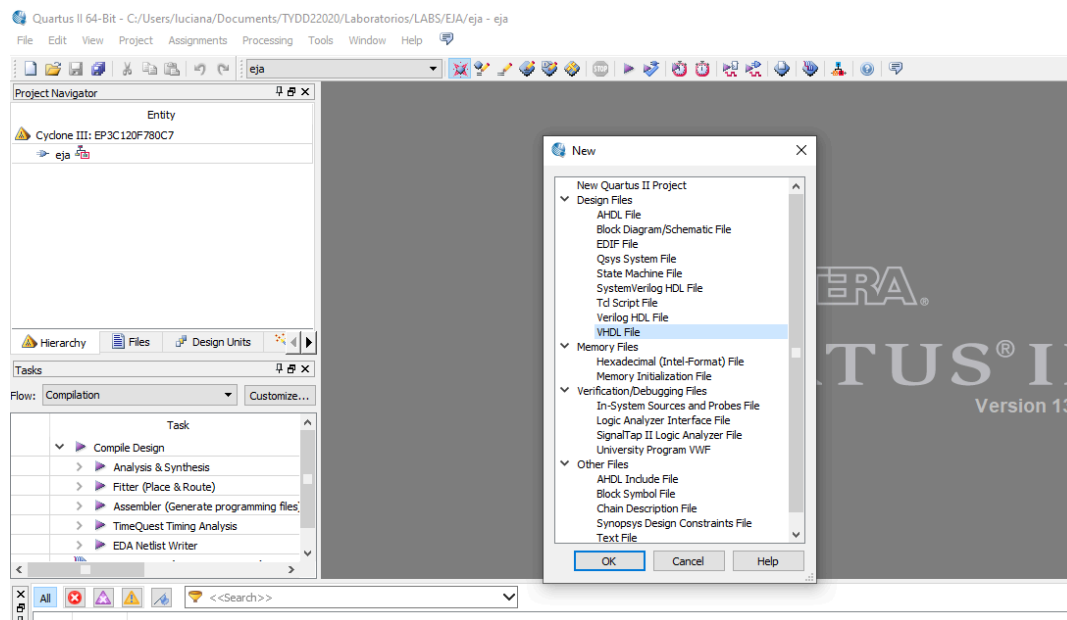 Quartus II 64-Bit - C:/Users/luciana/Documents/TYDD22020/Laboratorios/LABS/EJA/eja - eja
File Edit View Project Assignments Processing Tools Window Help
eja
Project Navigator
Entity
Cyclone III: EP3C120F780C7
eja
Hierarchy Files Design Units
Tasks
Flow: Compilation Customize...
Task
Compile Design
Analysis & Synthesis
Fitter (Place & Route)
Assembler (Generate programming files)
TimeQuest Timing Analysis
EDA Netlist Writer
All <<Search>>
New
New Quartus II Project
Design Files
AHDL File
Block Diagram/Schematic File
EDIF File
Qsys System File
State Machine File
SystemVerilog HDL File
Tcl Script File
Verilog HDL File
VHDL File
Memory Files
Hexadecimal (Intel-Format) File
Memory Initialization File
Verification/Debugging Files
In-System Sources and Probes File
Logic Analyzer Interface File
SignalTap II Logic Analyzer File
University Program VWF
Other Files
AHDL Include File
Block Symbol File
Chain Description File
Synopsys Design Constraints File
Text File
OK Cancel Help
ERA®
TUS® I
Version 13